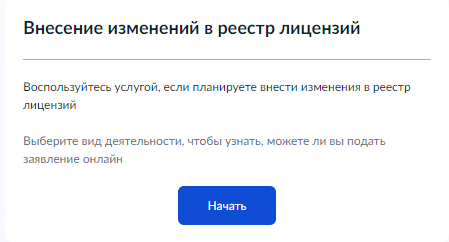 Внесение изменений в реестр лицензий
Воспользуйтесь услугой, если планируете внести изменения в реестр
лицензий
Выберите вид деятельности, чтобы узнать, можете ли вы подать
заявление онлайн
Начать